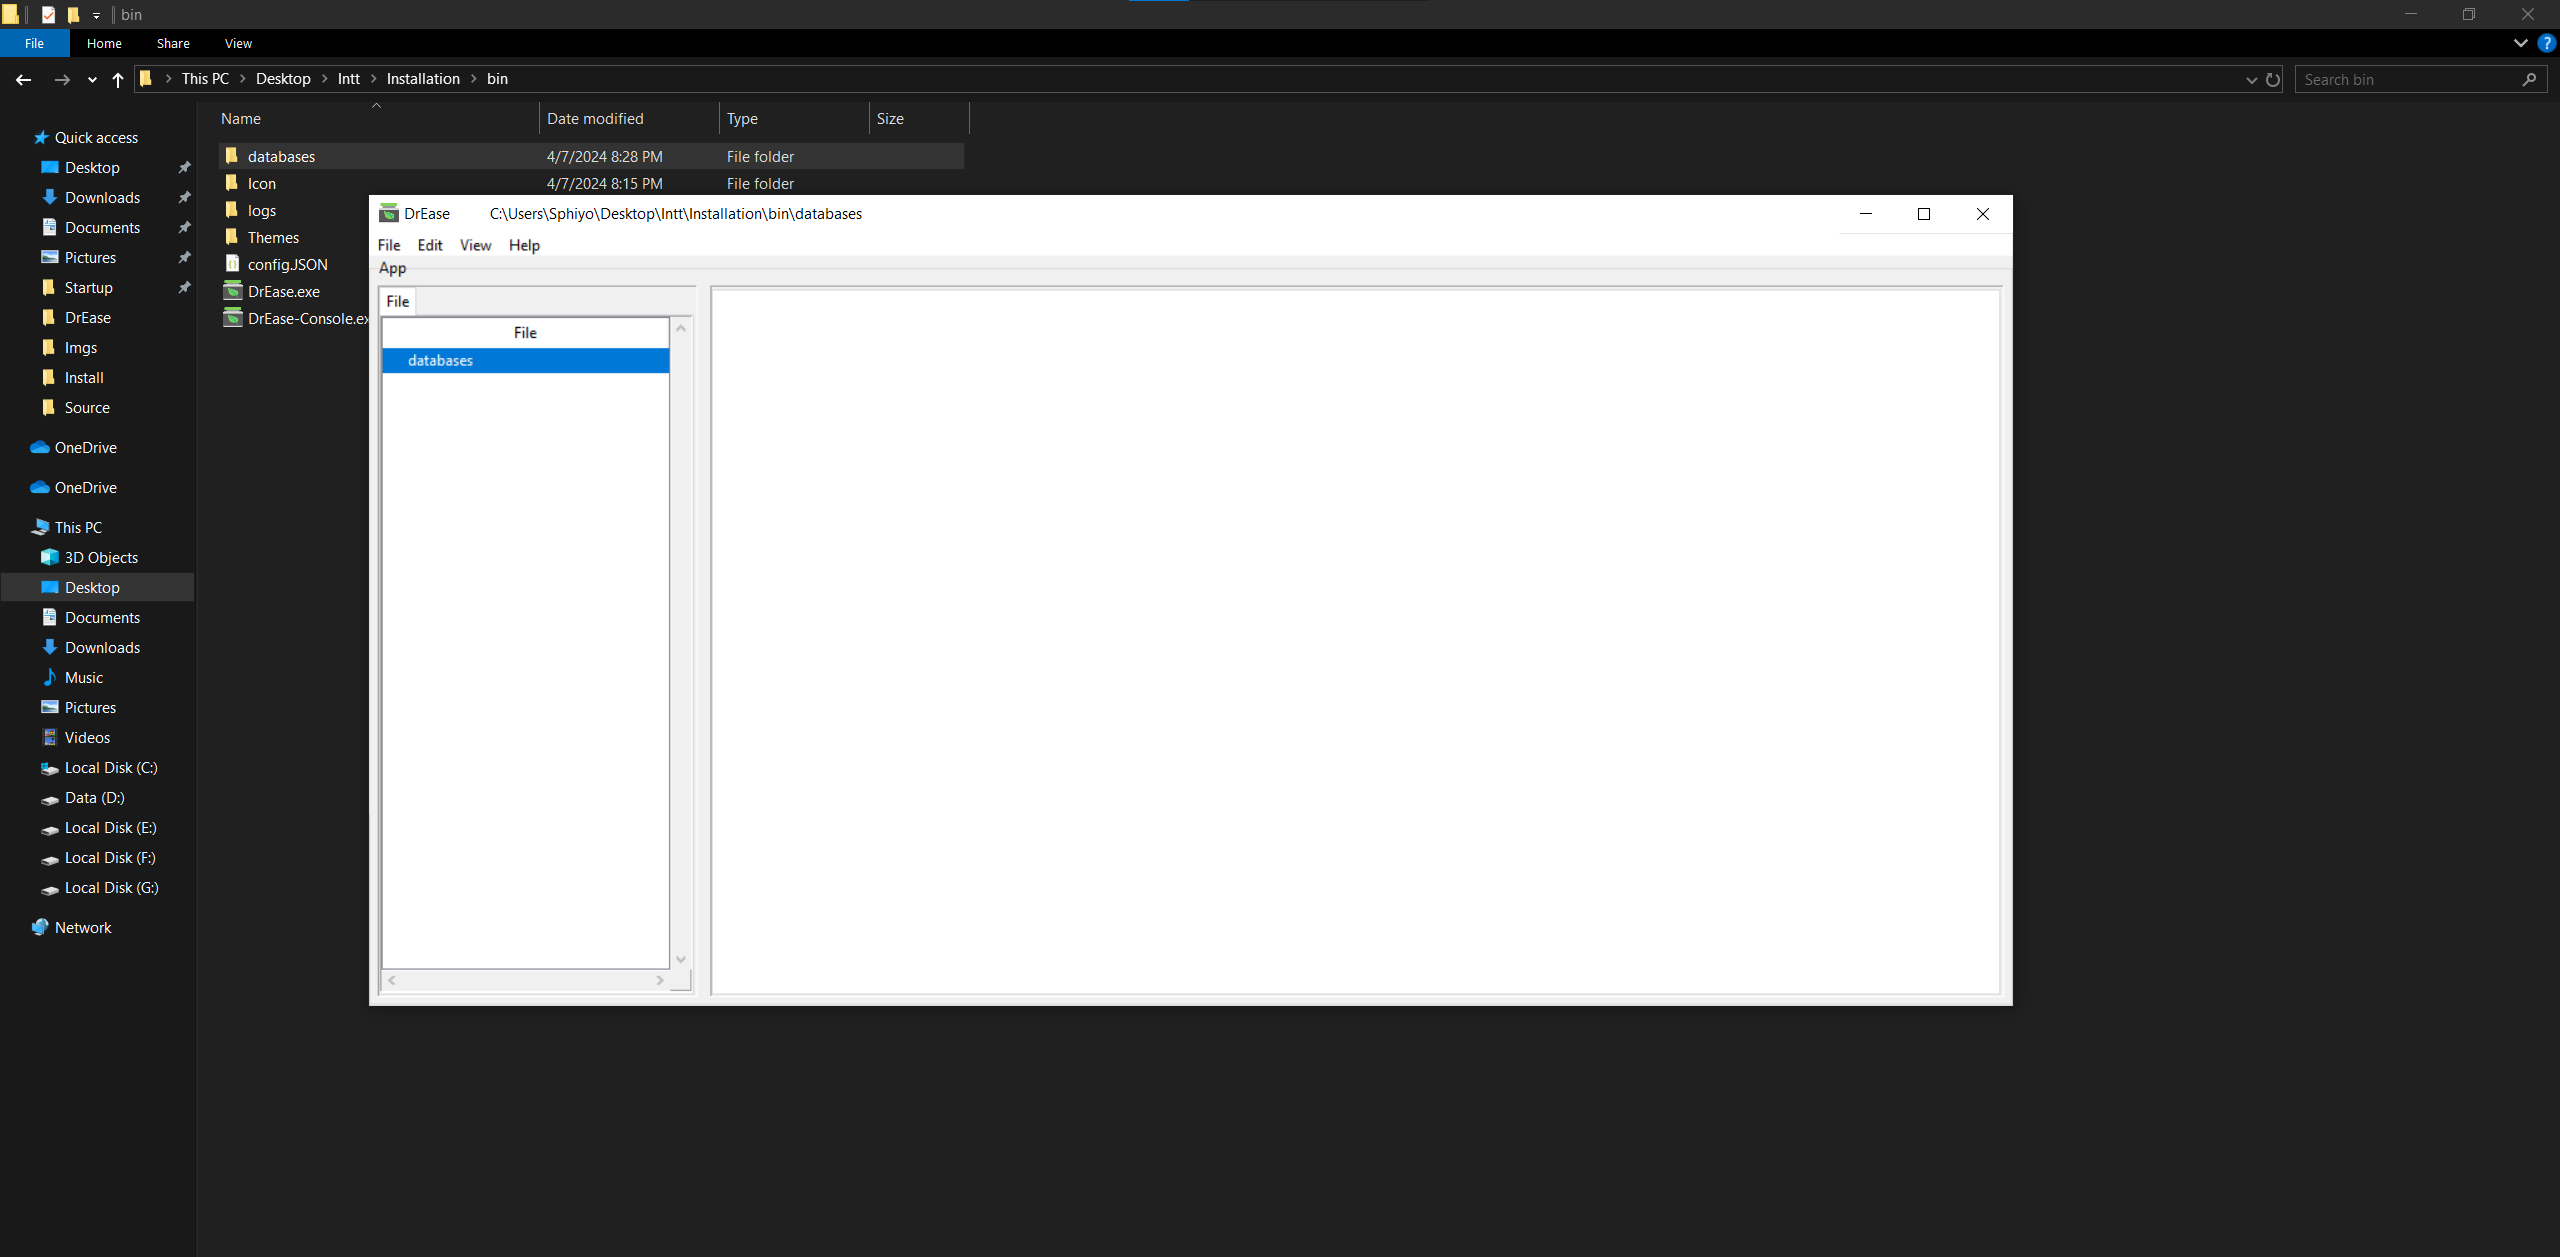 bin
File Home Share View
This PC Desktop Intt Installation bin
Search bin
Name Date modified Type Size
Quick access
Desktop
Downloads
Documents
Pictures
Startup
DrEase
Imgs
Install
Source
OneDrive
OneDrive
This PC
3D Objects
Desktop
Documents
Downloads
Music
Pictures
Videos
Local Disk (C:)
Data (D:)
Local Disk (E:)
Local Disk (F:)
Local Disk (G:)
Network
databases 4/7/2024 8:28 PM File folder
Icon 4/7/2024 8:15 PM File folder
logs
Themes
config.JSON
DrEase.exe
DrEase-Console.ex
DrEase C:\Users\Sphiyo\Desktop\Intt\Installation\bin\databases
File Edit View Help
App
File
File
databases